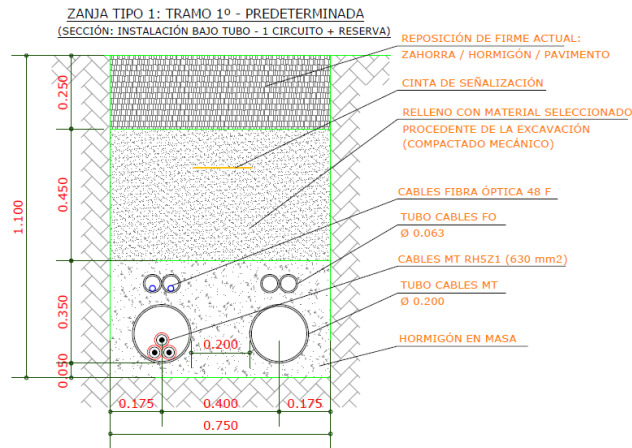 ZANJA TIPO 1: TRAMO 1º - PREDETERMINADA
(SECCIÓN: INSTALACIÓN BAJO TUBO - 1 CIRCUITO + RESERVA)
REPOSICIÓN DE FIRME ACTUAL:
ZAHORRA / HORMIGÓN / PAVIMENTO
CINTA DE SEÑALIZACIÓN
RELLENO CON MATERIAL SELECCIONADO
PROCEDENTE DE LA EXCAVACIÓN
(COMPACTADO MECÁNICO)
CABLES FIBRA ÓPTICA 48 F
TUBO CABLES FO
Ø 0.063
CABLES MT RH5Z1 (630 mm2)
TUBO CABLES MT
Ø 0.200
HORMIGÓN EN MASA
0.250
0.450
1.100
0.350
0.050
0.200
0.175
0.400
0.175
0.750